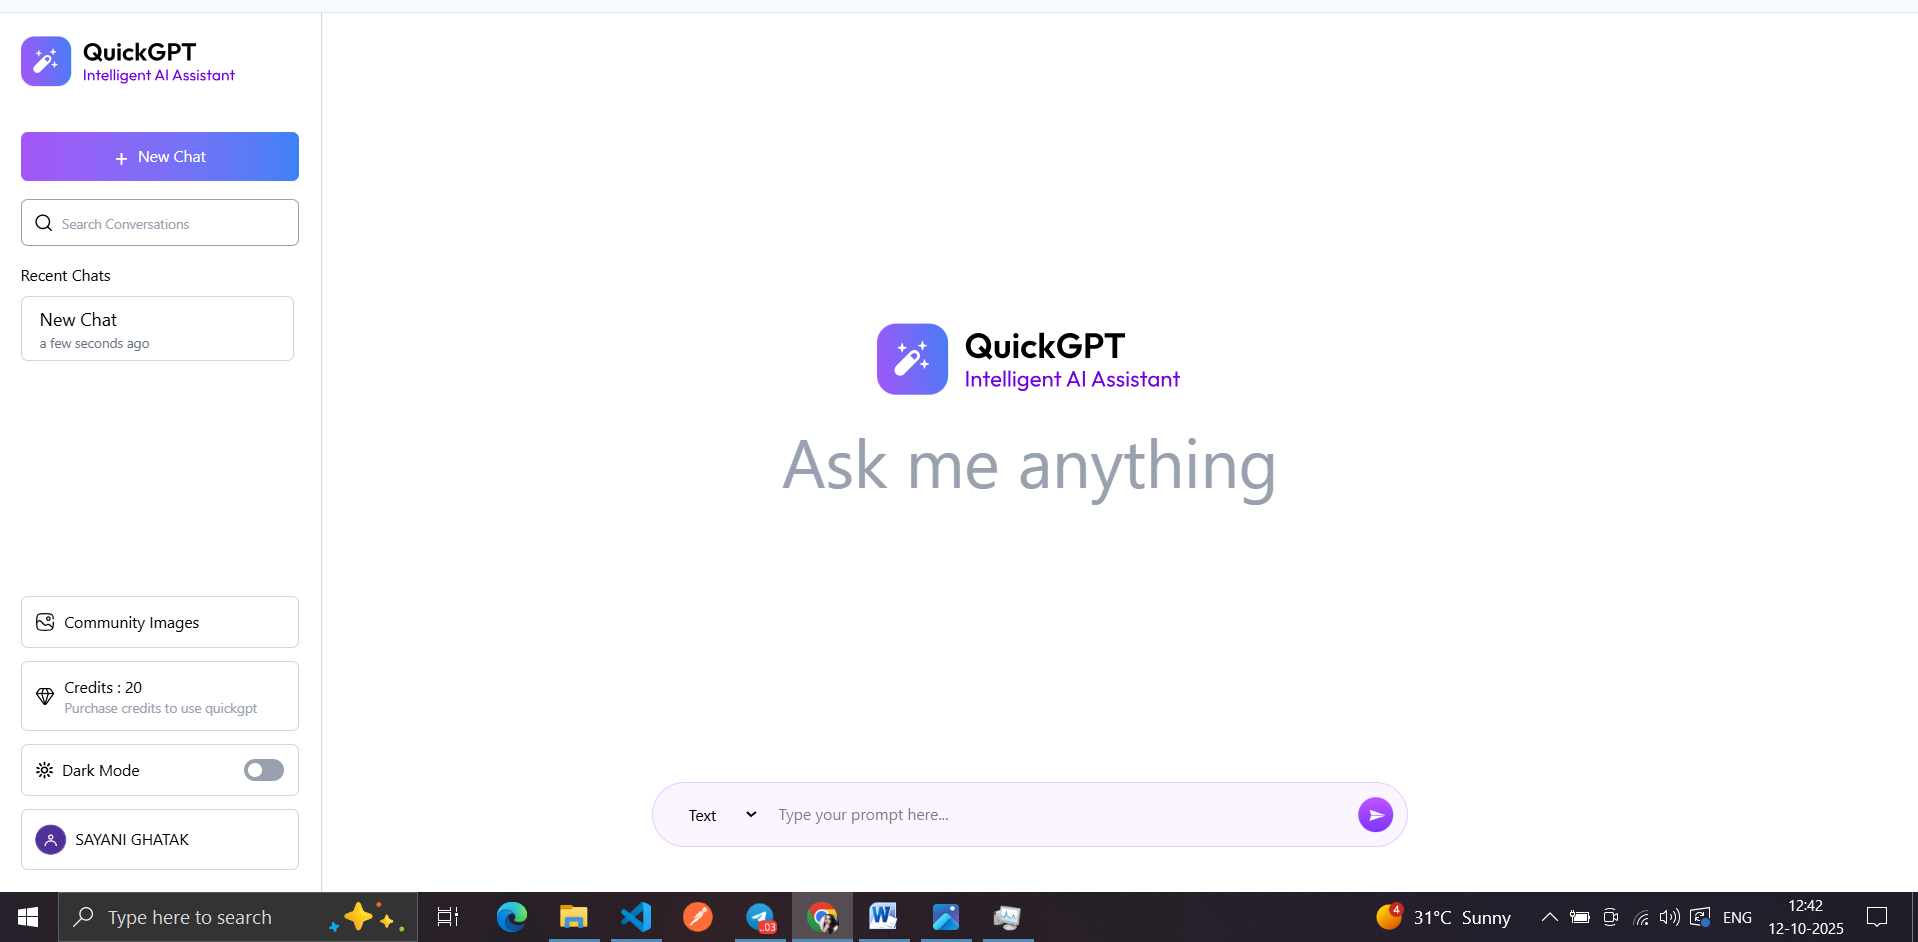 QuickGPT
Intelligent AI Assistant
+ New Chat
Search Conversations
Recent Chats
New Chat
a few seconds ago
Community Images
Credits : 20
Purchase credits to use quickgpt
Dark Mode
SAYANI GHATAK
QuickGPT
Intelligent AI Assistant
Ask me anything
Text
Type your prompt here...
Type here to search
..03
W
4
31°C Sunny
ENG
12:42
12-10-2025